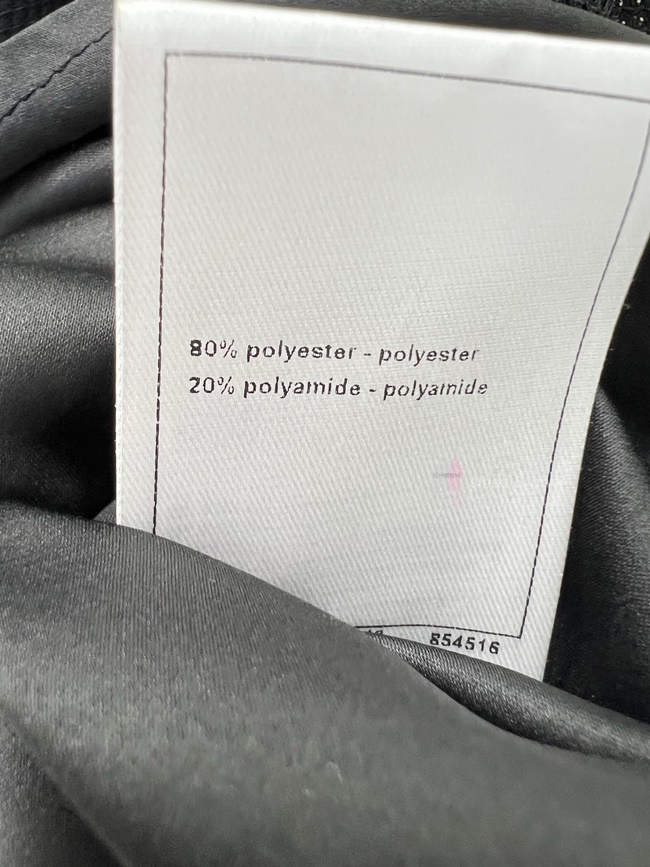 80% polyester - polyester
20% polyamide - polyamide
854516